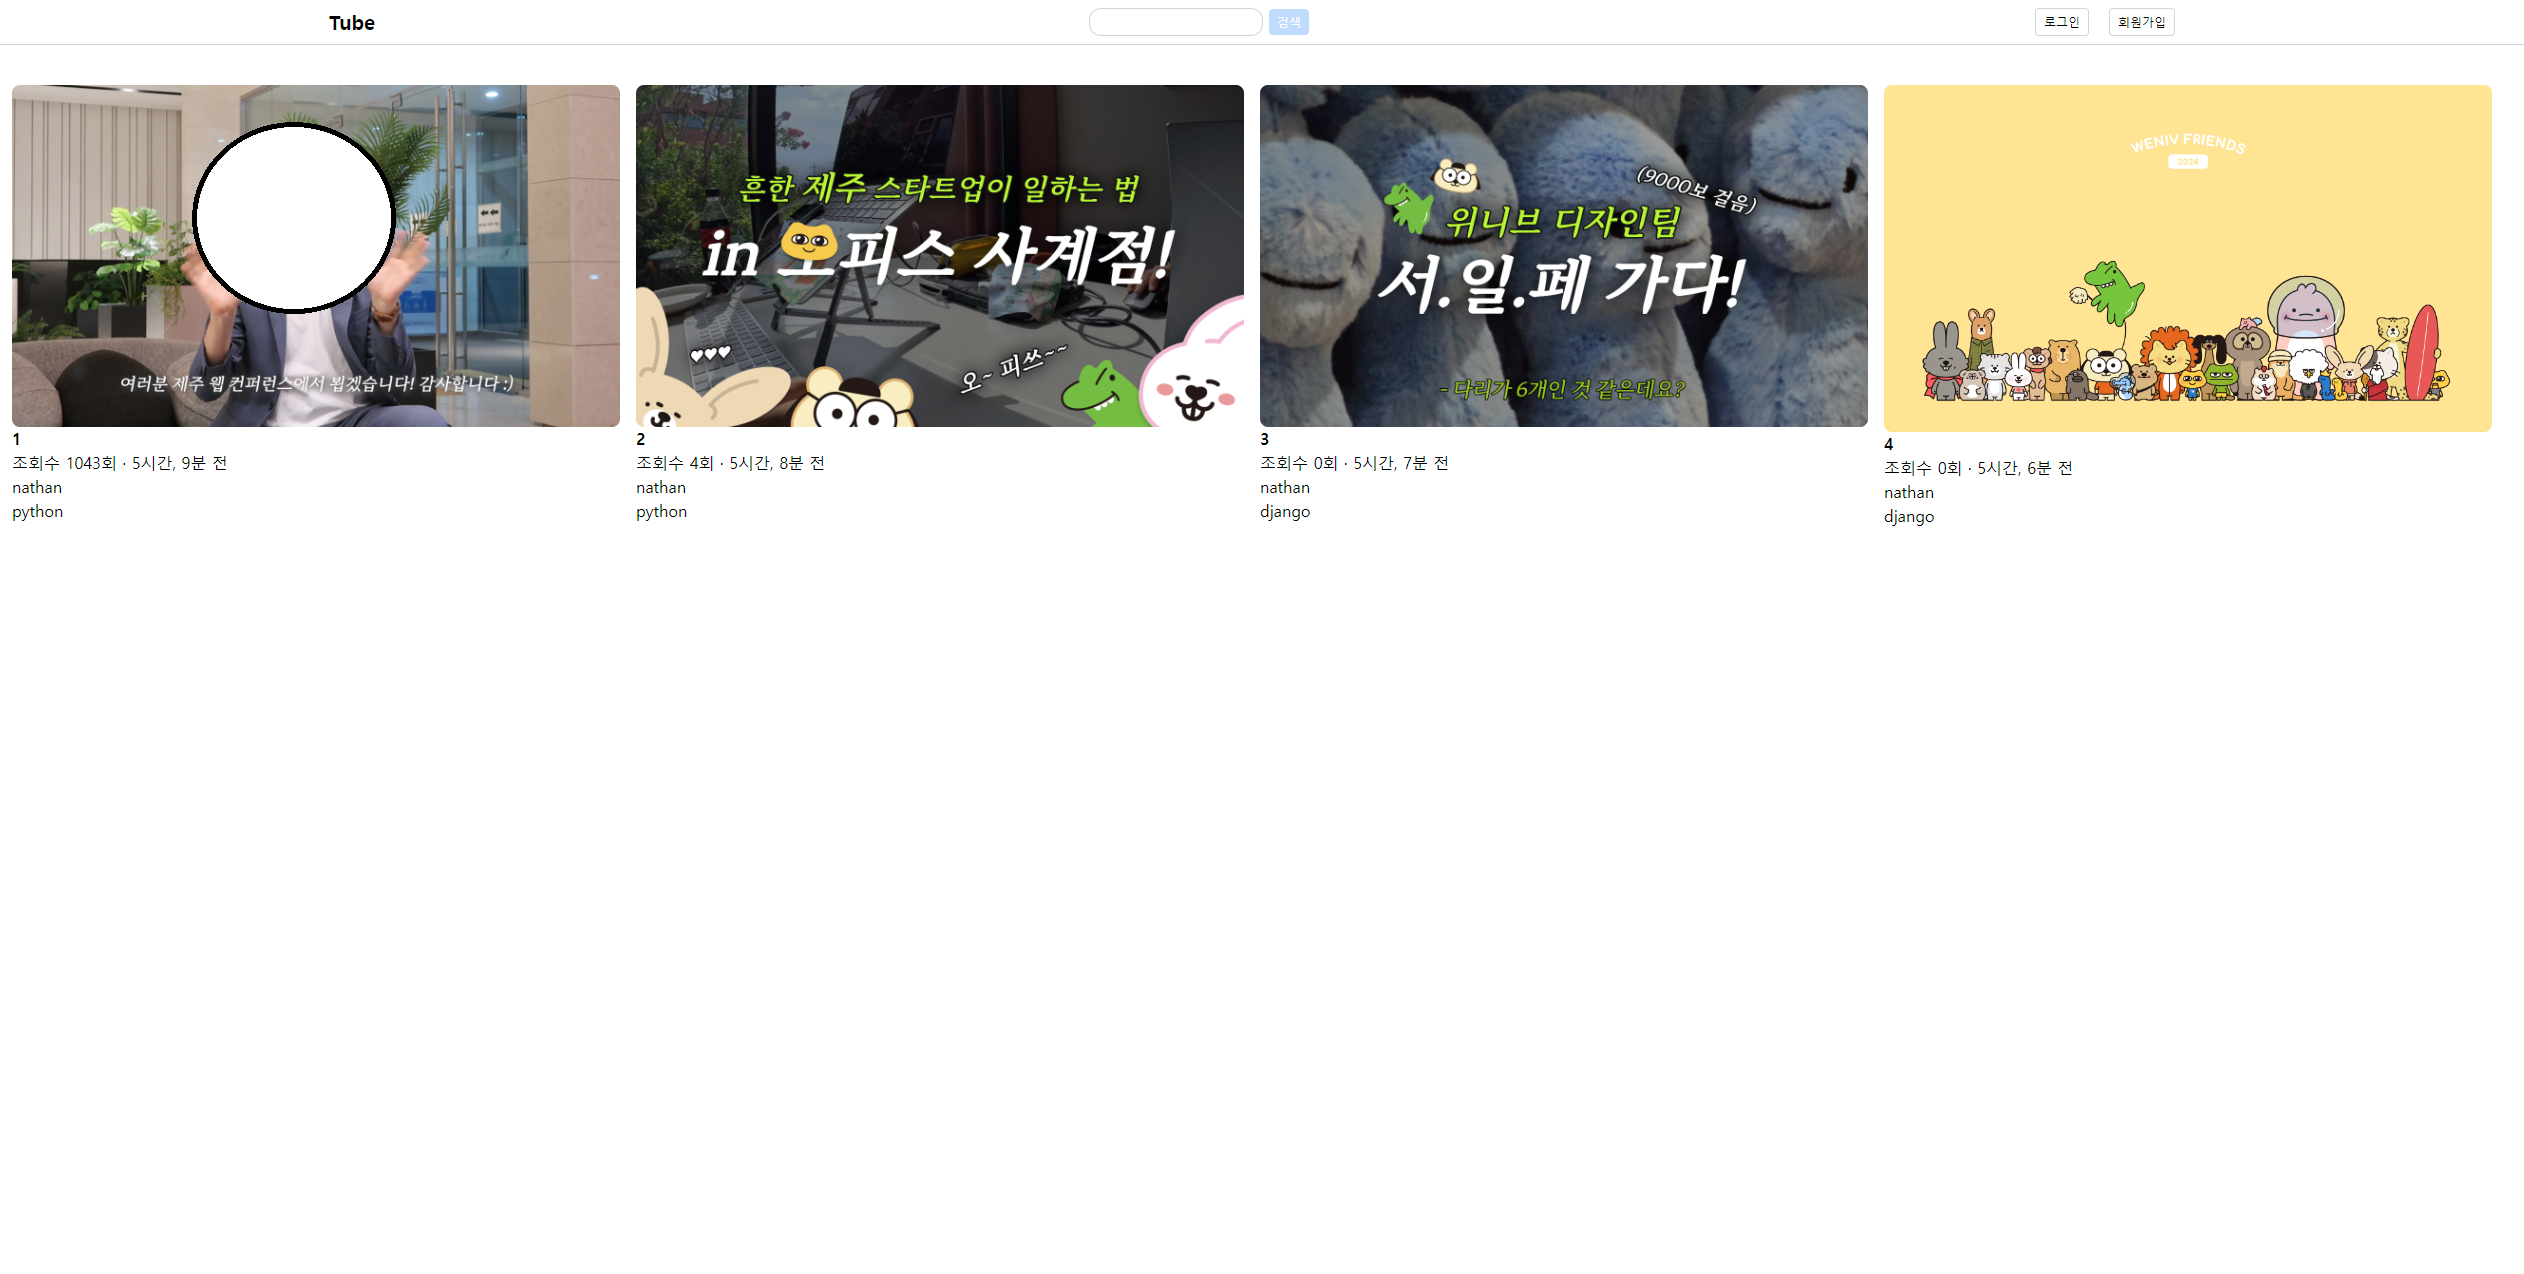 Tube
검색
로그인
회원가입
여러분 제주 웹 컨퍼런스에서 뵙겠습니다! 감사합니다 :)
1
조회수 1043회 · 5시간, 9분 전
nathan
python
흔한 제주 스타트업이 일하는 법
in 오피스 사계점!
♥♥♥
오~ 피쓰~~
2
조회수 4회 · 5시간, 8분 전
nathan
python
(9000보 걸음)
위니브 디자인팀
서.일.페 가다!
- 다리가 6개인 것 같은데요?
3
조회수 0회 · 5시간, 7분 전
nathan
django
WENIV FRIENDS
2024
4
조회수 0회 · 5시간, 6분 전
nathan
django